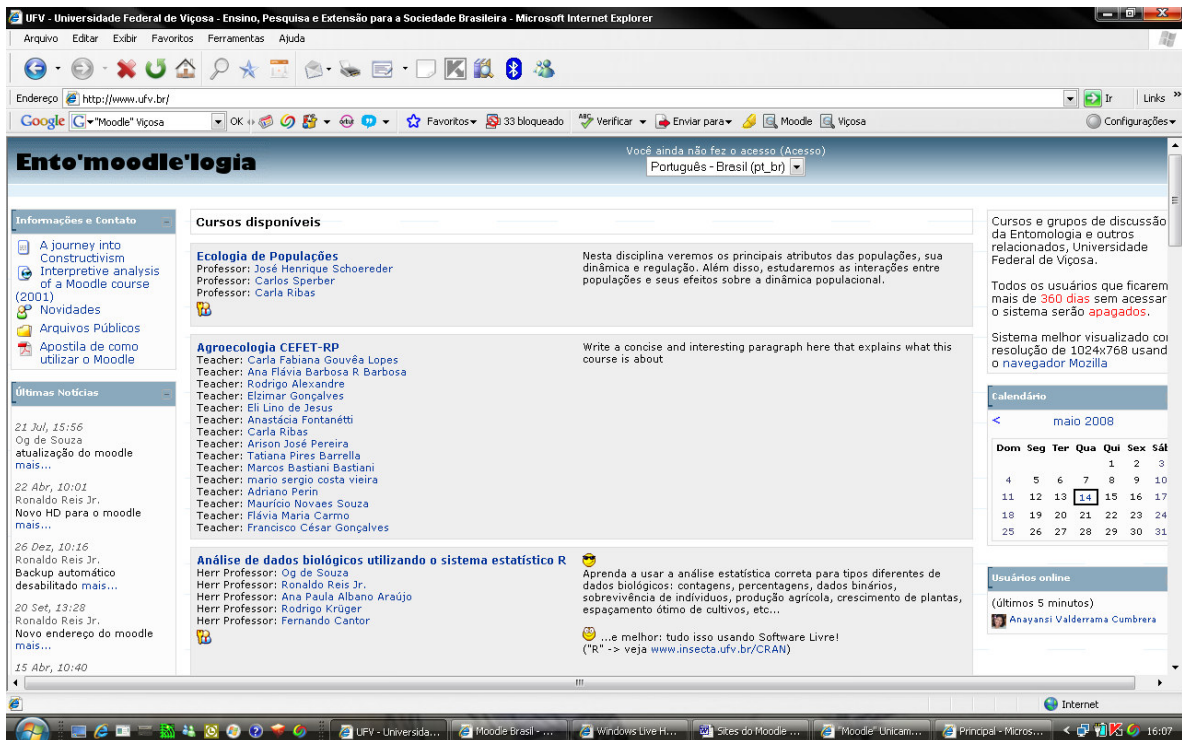 UFV - Universidade Federal de Viçosa - Ensino, Pesquisa e Extensão para a Sociedade Brasileira - Microsoft Internet Explorer
Arquivo Editar Exibir Favoritos Ferramentas Ajuda
Endereço http://www.ufv.br/ Ir Links »
Google "Moodle" Viçosa OK Favoritos 33 bloqueado Verificar Enviar para Moodle Viçosa Configurações
Ento'moodle'logia
Você ainda não fez o acesso (Acesso)
Português - Brasil (pt_br)
Informações e Contato
A journey into
Constructivism
Interpretive analysis
of a Moodle course
(2001)
Novidades
Arquivos Públicos
Apostila de como
utilizar o Moodle
Últimas Notícias
21 Jul, 15:56
Og de Souza
atualização do moodle
mais...
22 Abr, 10:01
Ronaldo Reis Jr.
Novo HD para o moodle
mais...
26 Dez, 10:16
Ronaldo Reis Jr.
Backup automático
desabilitado mais...
20 Set, 13:28
Ronaldo Reis Jr.
Novo endereço do moodle
mais...
15 Abr, 10:40
Cursos disponíveis
Ecologia de Populações
Professor: José Henrique Schoereder
Professor: Carlos Sperber
Professor: Carla Ribas
Nesta disciplina veremos os principais atributos das populações, sua
dinâmica e regulação. Além disso, estudaremos as interações entre
populações e seus efeitos sobre a dinâmica populacional.
Agroecologia CEFET-RP
Teacher: Carla Fabiana Gouvêa Lopes
Teacher: Ana Flávia Barbosa R Barbosa
Teacher: Rodrigo Alexandre
Teacher: Elzimar Gonçalves
Teacher: Eli Lino de Jesus
Teacher: Anastácia Fontanétti
Teacher: Carla Ribas
Teacher: Arison José Pereira
Teacher: Tatiana Pires Barrella
Teacher: Marcos Bastiani Bastiani
Teacher: mario sergio costa vieira
Teacher: Adriano Perin
Teacher: Maurício Novaes Souza
Teacher: Flávia Maria Carmo
Teacher: Francisco César Gonçalves
Write a concise and interesting paragraph here that explains what this
course is about
Análise de dados biológicos utilizando o sistema estatístico R
Herr Professor: Og de Souza
Herr Professor: Ronaldo Reis Jr.
Herr Professor: Ana Paula Albano Araújo
Herr Professor: Rodrigo Krüger
Herr Professor: Fernando Cantor
Aprenda a usar a análise estatística correta para tipos diferentes de
dados biológicos: contagens, percentagens, dados binários,
sobrevivência de indivíduos, produção agrícola, crescimento de plantas,
espaçamento ótimo de cultivos, etc...
...e melhor: tudo isso usando Software Livre!
("R" -> veja www.insecta.ufv.br/CRAN)
Cursos e grupos de discussão
da Entomologia e outros
relacionados, Universidade
Federal de Viçosa.
Todos os usuários que ficarem
mais de 360 dias sem acessar
o sistema serão apagados.
Sistema melhor visualizado co
resolução de 1024x768 usand
o navegador Mozilla
Calendário
< maio 2008
Dom Seg Ter Qua Qui Sex Sáb
1 2 3
4 5 6 7 8 9 10
11 12 13 14 15 16 17
18 19 20 21 22 23 24
25 26 27 28 29 30 31
Usuários online
(últimos 5 minutos)
Anayansi Valderrama Cumbrera
Internet
UFV - Universida... Moodle Brasil - ... Windows Live H... Sites do Moodle ... "Moodle" Unicam... Principal - Micros... 16:07